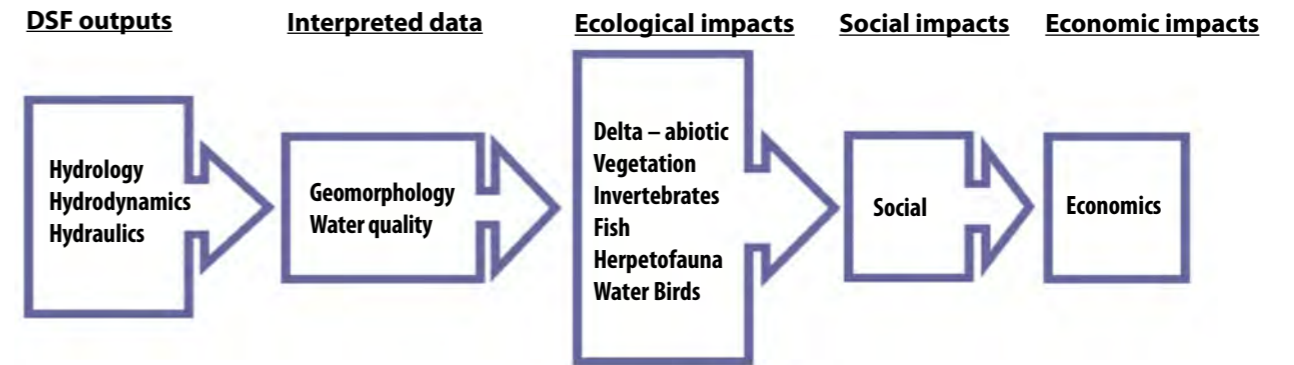 DSF outputs
Interpreted data
Ecological impacts
Social impacts
Economic impacts
Hydrology
Hydrodynamics
Hydraulics
Geomorphology
Water quality
Delta – abiotic
Vegetation
Invertebrates
Fish
Herpetofauna
Water Birds
Social
Economics